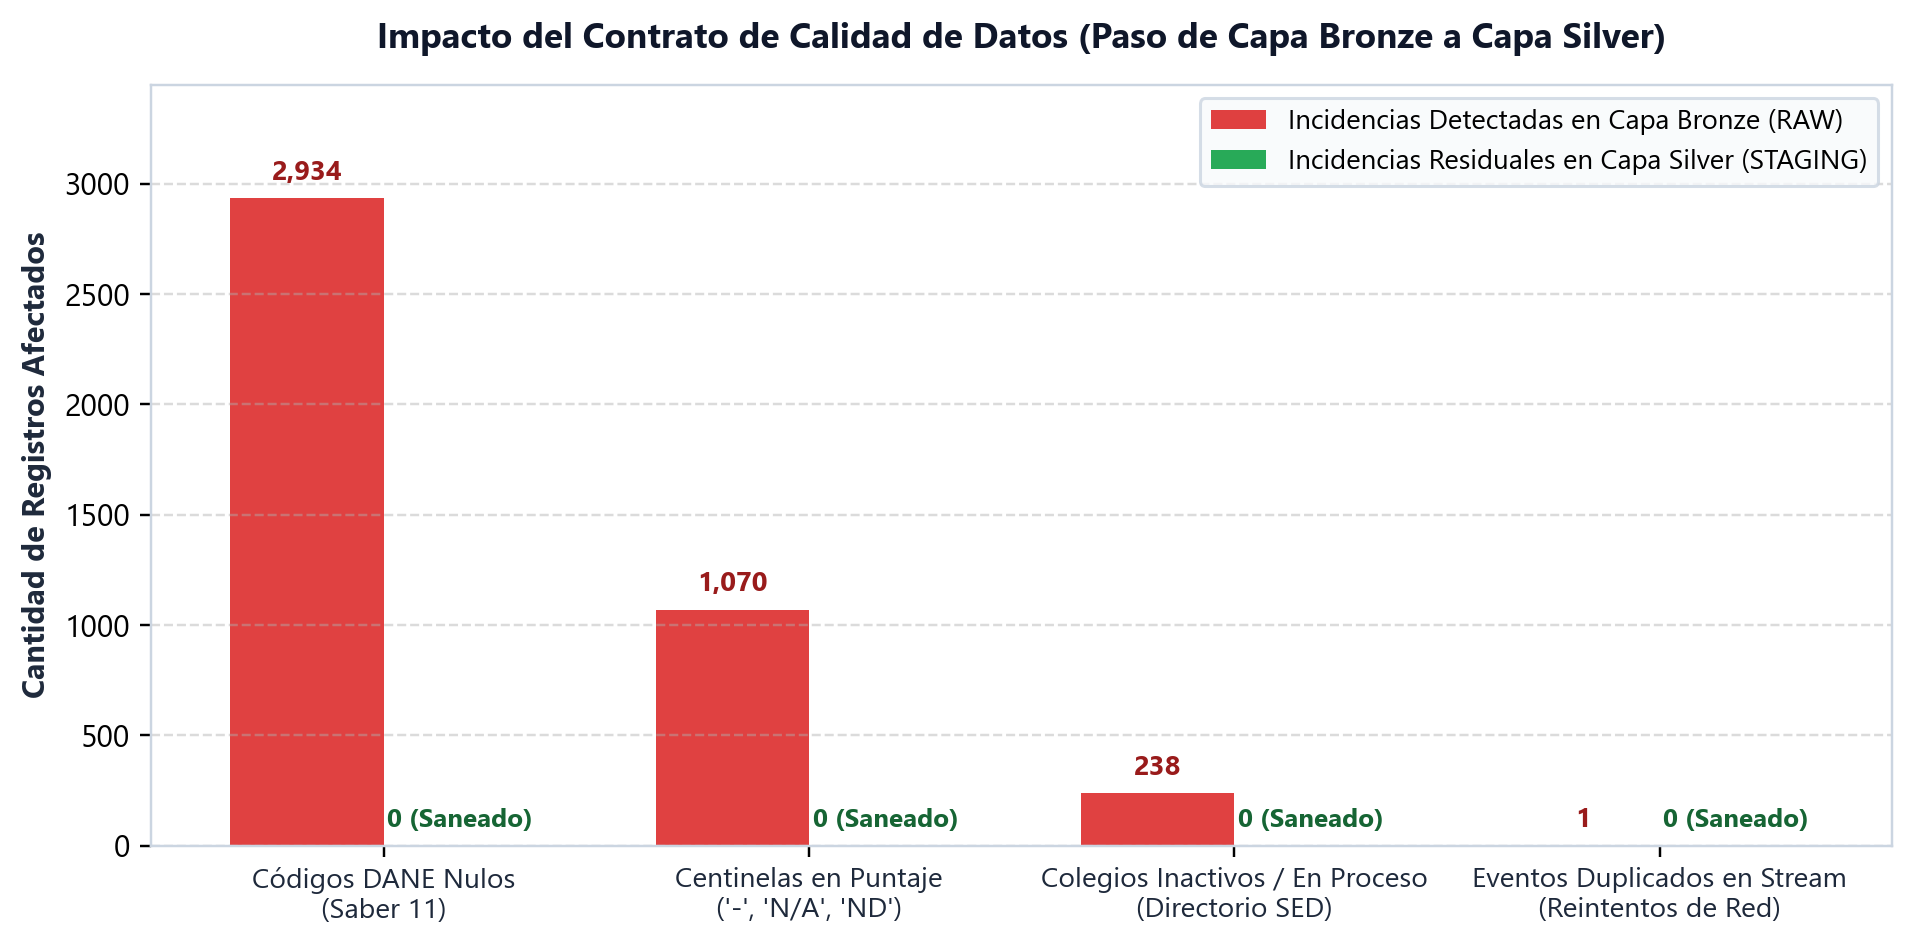 Impacto del Contrato de Calidad de Datos (Paso de Capa Bronze a Capa Silver)
Incidencias Detectadas en Capa Bronze (RAW)
Incidencias Residuales en Capa Silver (STAGING)
Cantidad de Registros Afectados
3000
2500
2000
1500
1000
500
0
2,934
0 (Saneado)
1,070
0 (Saneado)
238
0 (Saneado)
1
0 (Saneado)
Códigos DANE Nulos
(Saber 11)
Centinelas en Puntaje
('-', 'N/A', 'ND')
Colegios Inactivos / En Proceso
(Directorio SED)
Eventos Duplicados en Stream
(Reintentos de Red)